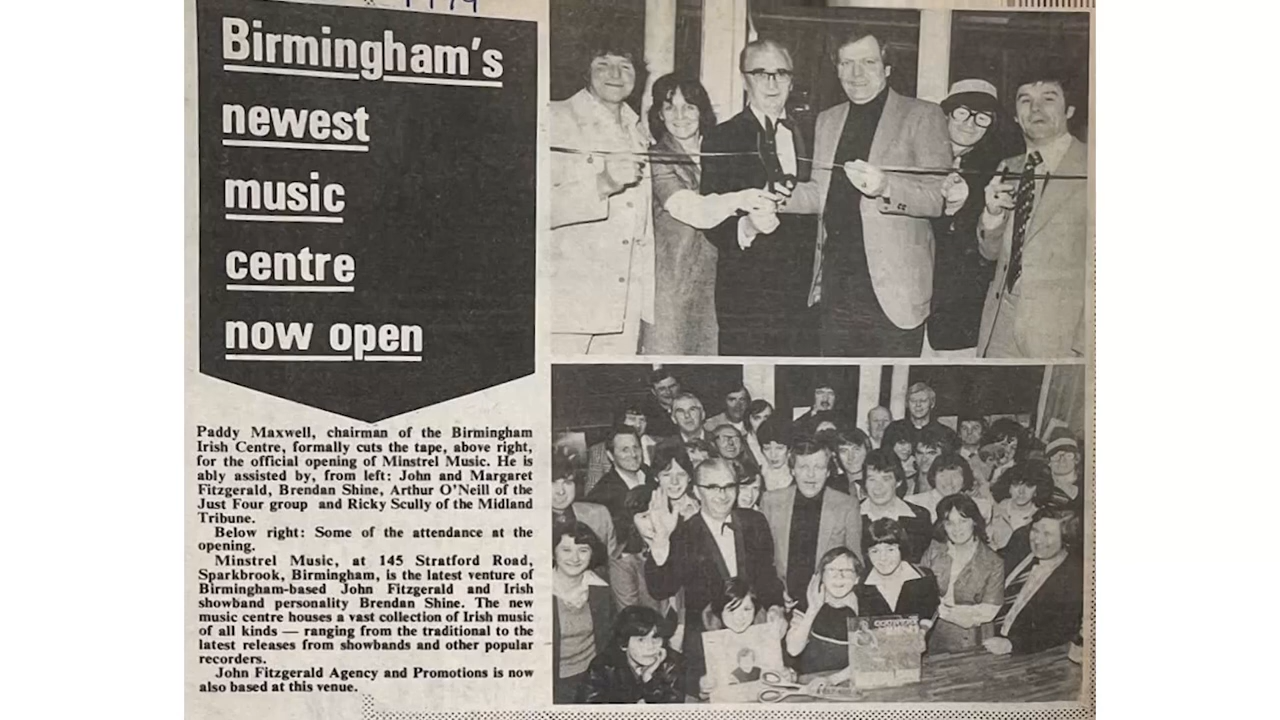 Birmingham's
newest
music
centre
now open
Paddy Maxwell, chairman of the Birmingham
Irish Centre, formally cuts the tape, above right,
for the official opening of Minstrel Music. He is
ably assisted by, from left: John and Margaret
Fitzgerald, Brendan Shine, Arthur O'Neill of the
Just Four group and Ricky Scully of the Midland
Tribune.
Below right: Some of the attendance at the
opening.
Minstrel Music, at 145 Stratford Road,
Sparkbrook, Birmingham, is the latest venture of
Birmingham-based John Fitzgerald and Irish
showband personality Brendan Shine. The new
music centre houses a vast collection of Irish music
of all kinds — ranging from the traditional to the
latest releases from showbands and other popular
recorders.
John Fitzgerald Agency and Promotions is now
also based at this venue.